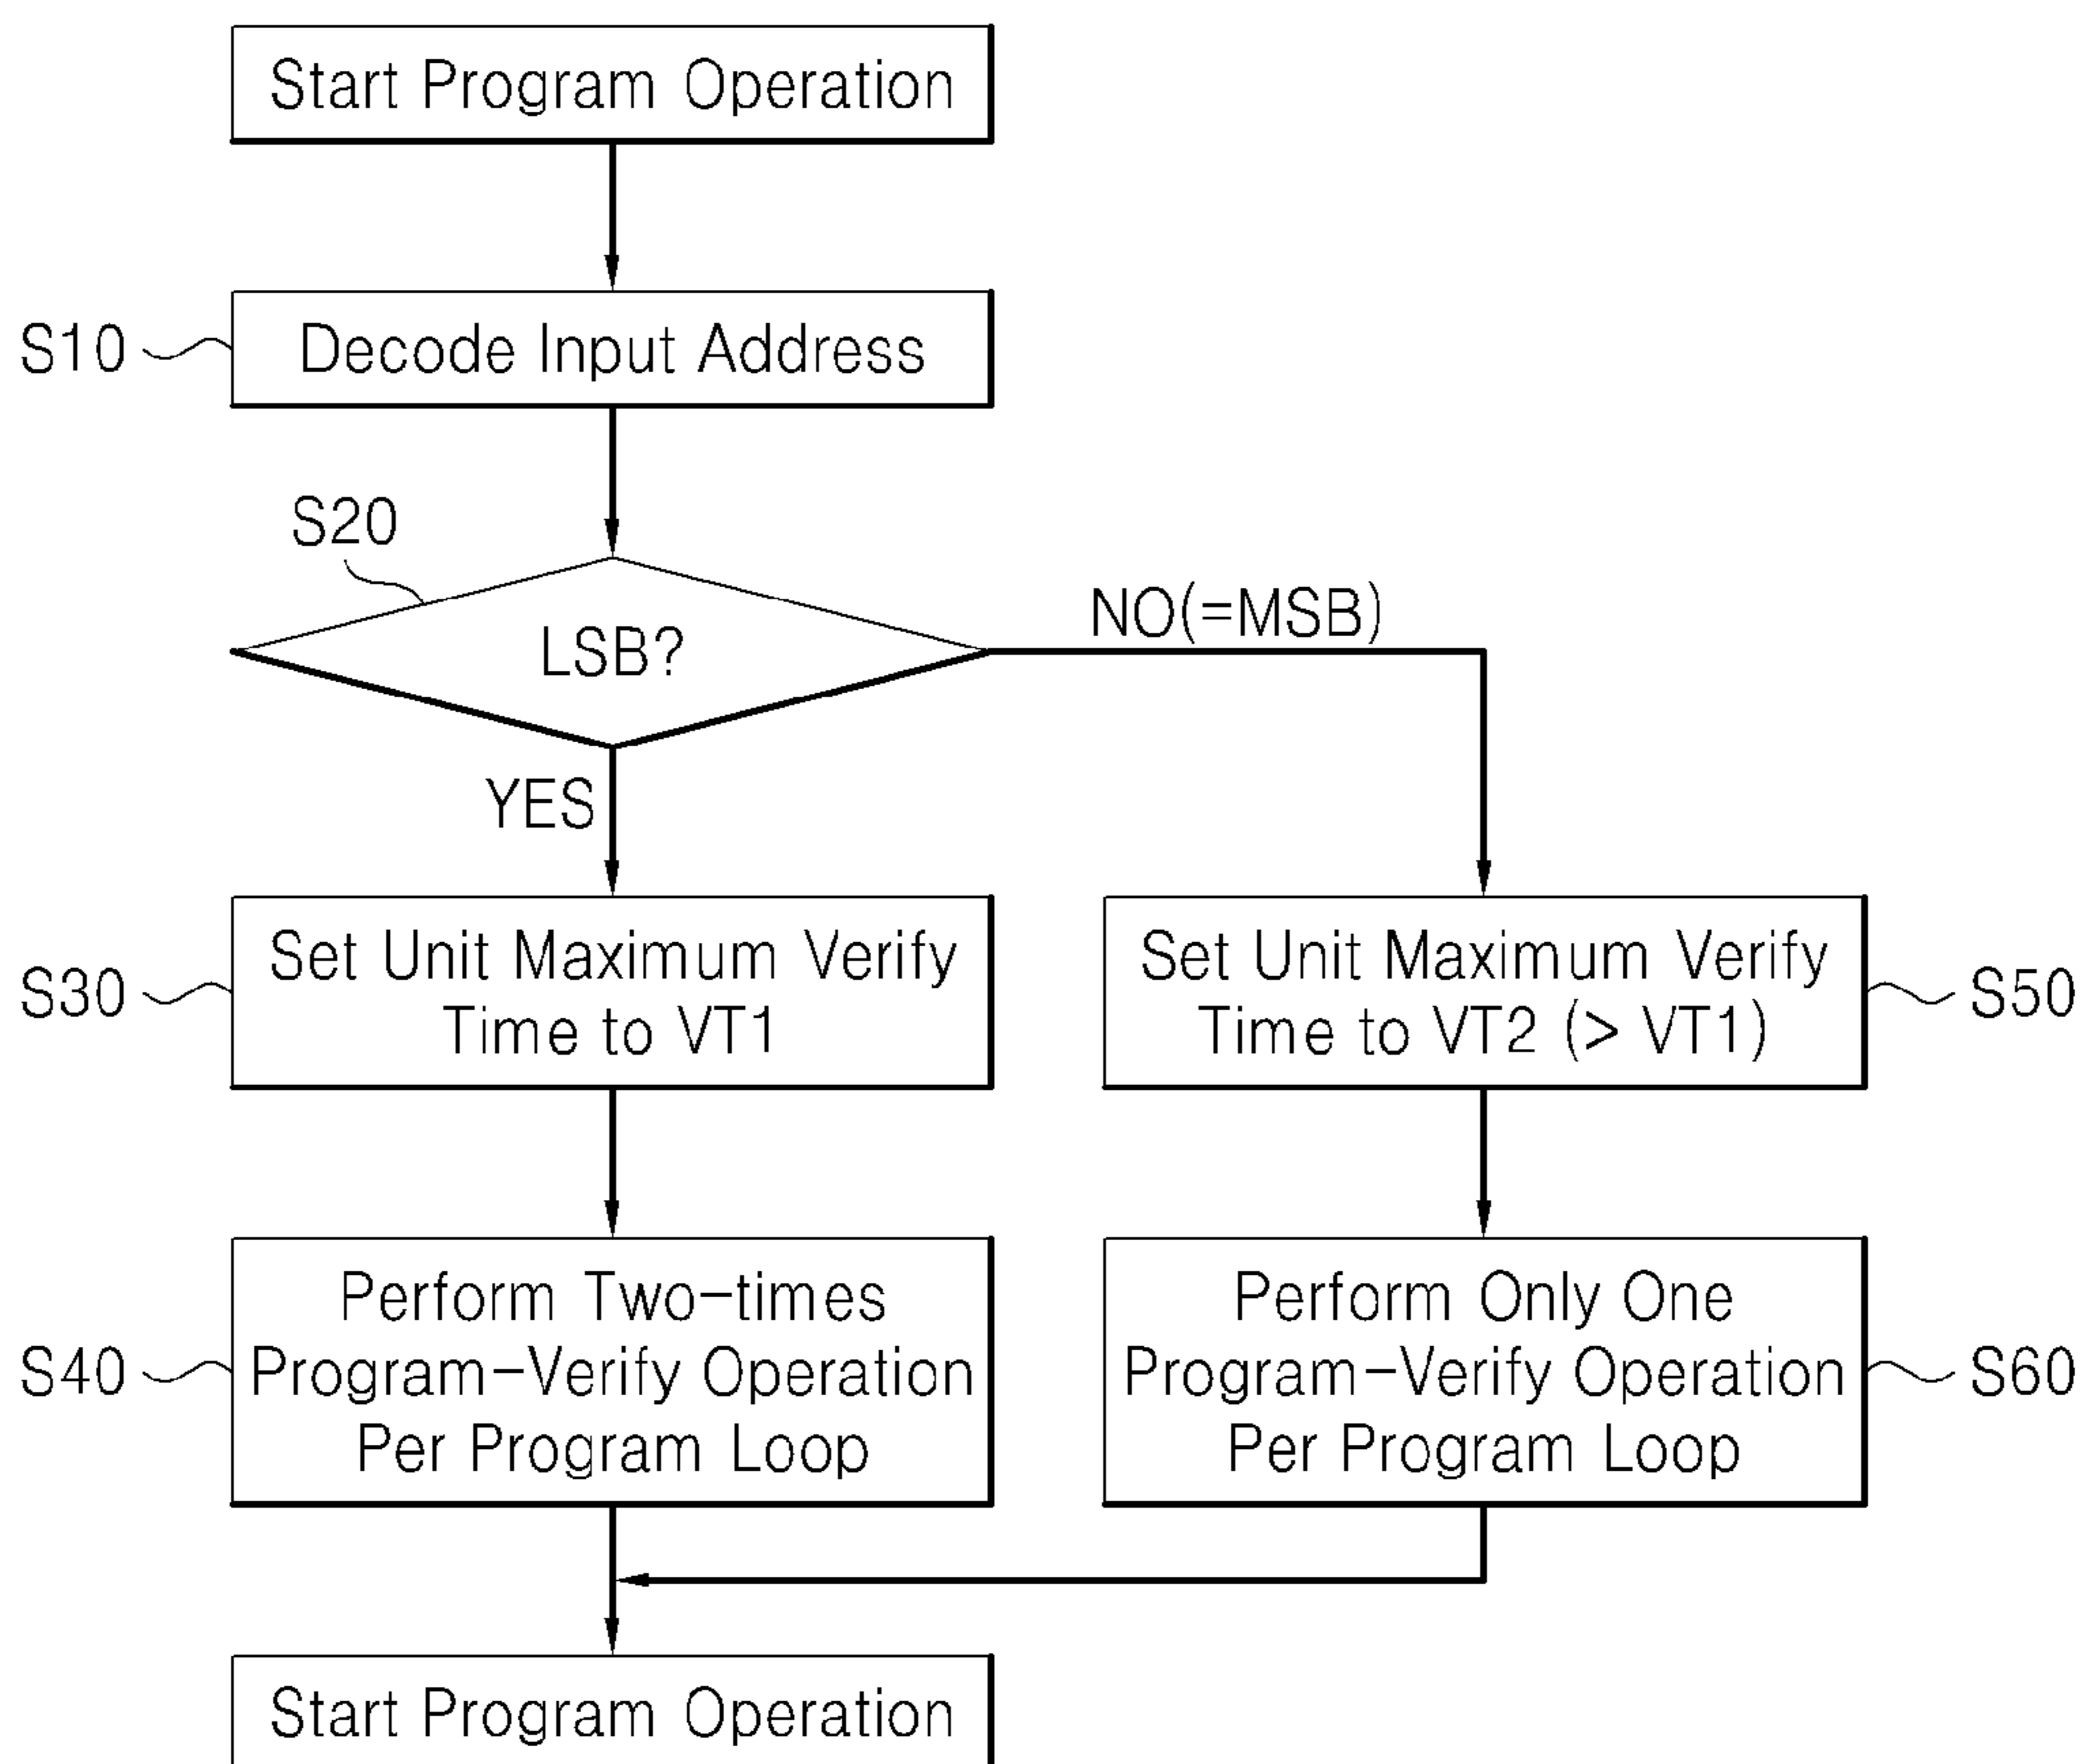 Start Program Operation
S10
Decode Input Address
S20
LSB?
NO(=MSB)
YES
S30
Set Unit Maximum Verify
Time to VT1
Set Unit Maximum Verify
Time to VT2 (> VT1)
S50
S40
Perform Two-times
Program-Verify Operation
Per Program Loop
Perform Only One
Program-Verify Operation
Per Program Loop
S60
Start Program Operation